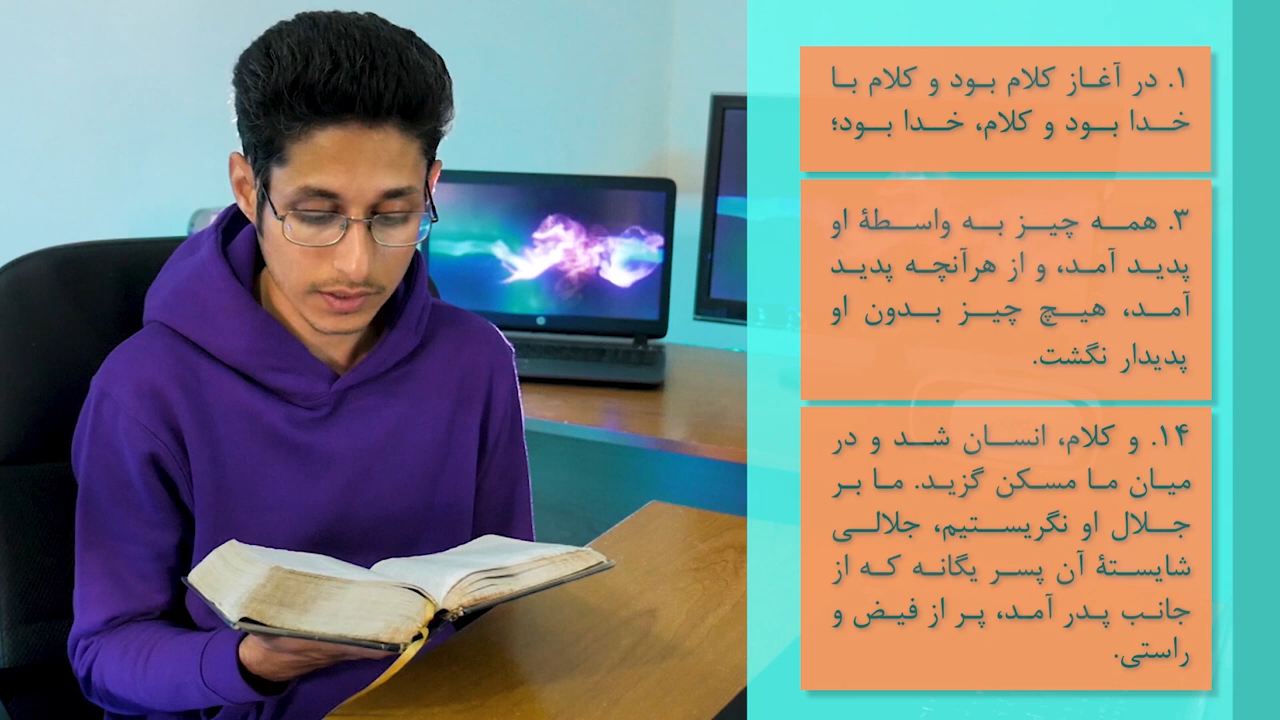 ۱. در آغاز کلام بود و کلام با
خدا بود و کلام، خدا بود؛
۳. همه چیز به واسطۀ او
پدید آمد، و از هرآنچه پدید
آمد، هیچ چیز بدون او
پدیدار نگشت.
۱۴. و کلام، انسان شد و در
میان ما مسکن گزید. ما بر
جلال او نگریستیم، جلالی
شایستۀ آن پسر یگانه که از
جانب پدر آمد، پر از فیض و
راستی.